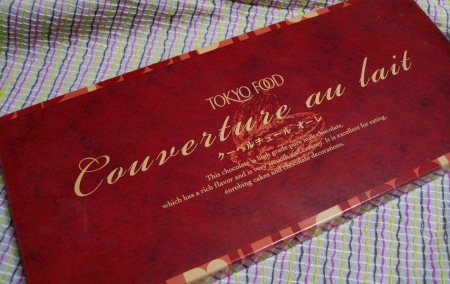 TOKYO FOOD
Couverture au lait
クーベルチュール オーレ
This chocolate is high grade pure milk chocolate,
which has a rich flavor and is very smooth and creamy. It is excellent for eating,
enrobing cakes and chocolate decorations.